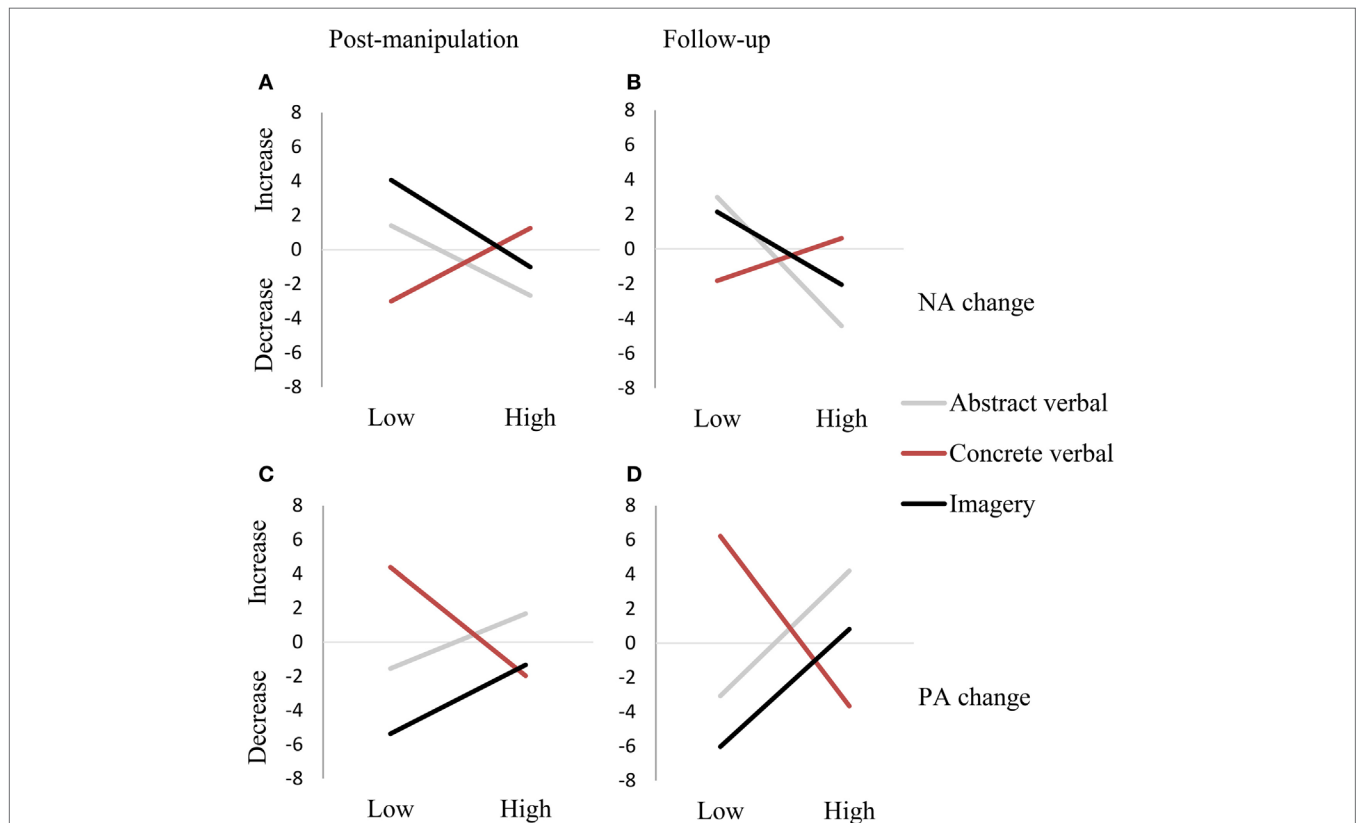 Post-manipulation
Follow-up
A
B
8
6
4
2
0
-2
-4
-6
-8
Increase
Decrease
Low
High
8
6
4
2
0
-2
-4
-6
-8
Low
High
NA change
Abstract verbal
Concrete verbal
Imagery
C
D
8
6
4
2
0
-2
-4
-6
-8
Increase
Decrease
Low
High
8
6
4
2
0
-2
-4
-6
-8
Low
High
PA change